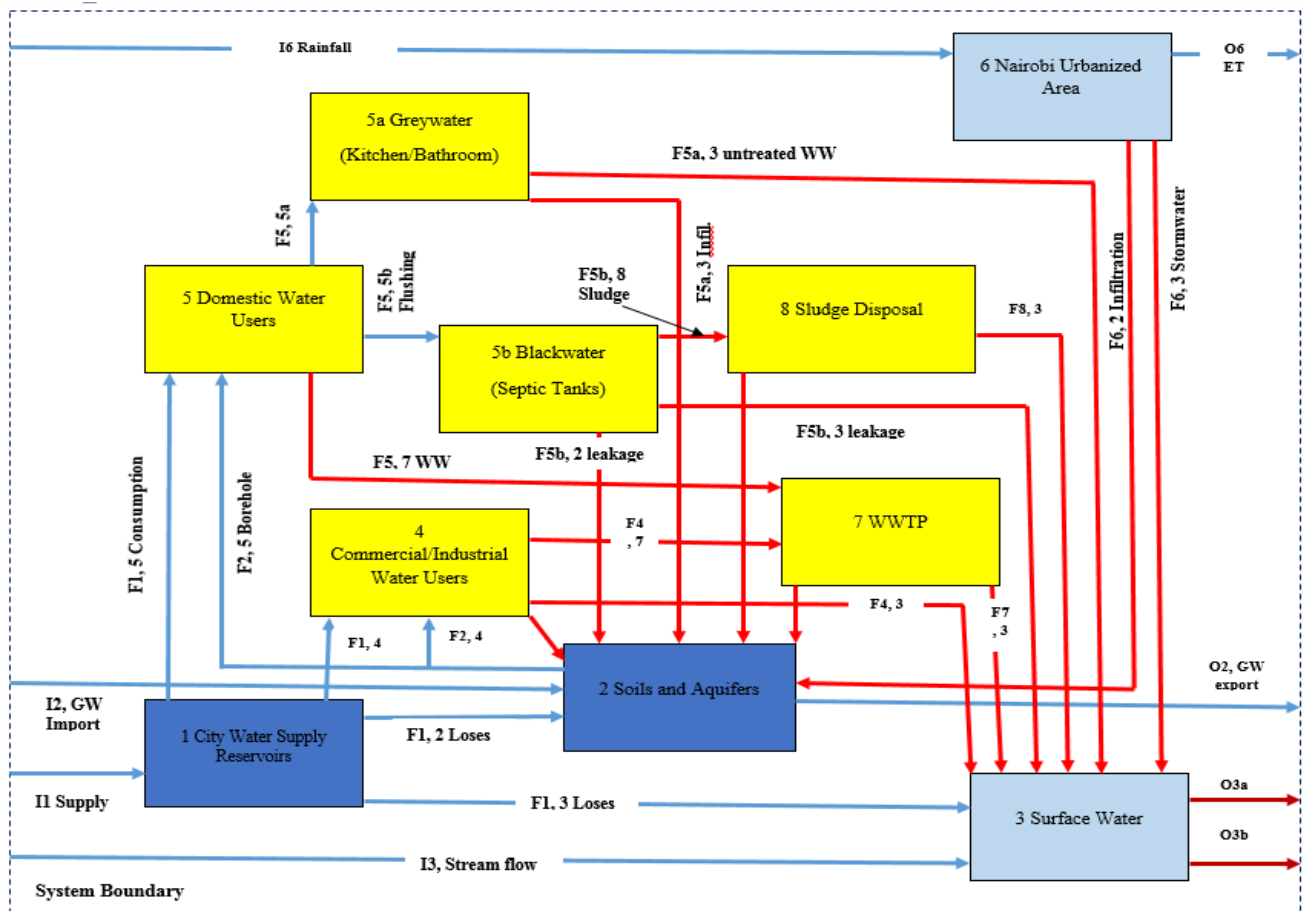 I6 Rainfall
6 Nairobi Urbanized
Area
O6
ET
5a Greywater
(Kitchen/Bathroom)
F5a, 3 untreated WW
F5, 5a
F5, 5b
Flushing
F5b, 8
Sludge
F5a, 3 Infil.
5 Domestic Water
Users
8 Sludge Disposal
F8, 3
F6, 2 Infiltration
F6, 3 Stormwater
5b Blackwater
(Septic Tanks)
F5b, 3 leakage
F5b, 2 leakage
F5, 7 WW
F1, 5 Consumption
F2, 5 Borehole
4
Commercial/Industrial
Water Users
F4
, 7
7 WWTP
F4, 3
F7
, 3
F1, 4
F2, 4
2 Soils and Aquifers
O2, GW
export
I2, GW
Import
1 City Water Supply
Reservoirs
F1, 2 Loses
I1 Supply
F1, 3 Loses
3 Surface Water
O3a
O3b
I3, Stream flow
System Boundary